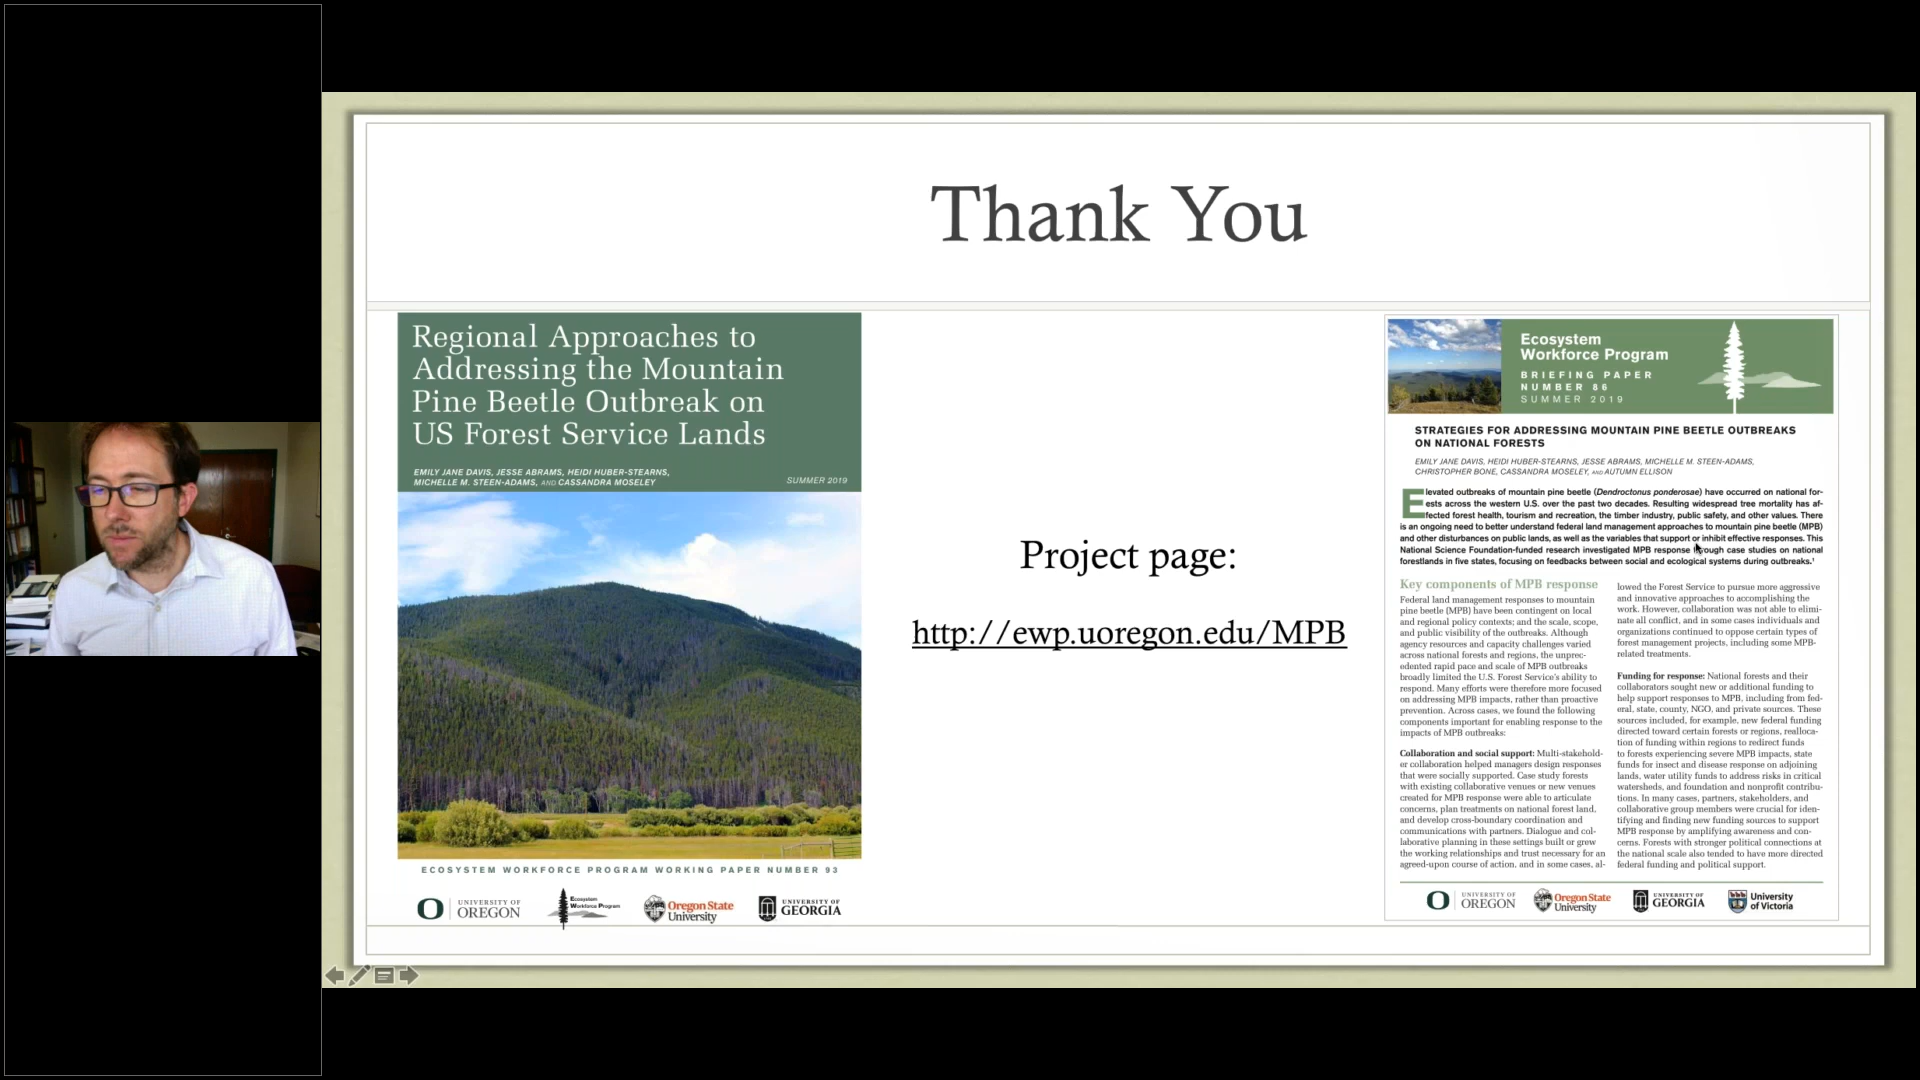 Thank You
Regional Approaches to
Addressing the Mountain
Pine Beetle Outbreak on
US Forest Service Lands
EMILY JANE DAVIS, JESSE ABRAMS, HEIDI HUBER-STEARNS,
MICHELLE M. STEEN-ADAMS, AND CASSANDRA MOSELEY
SUMMER 2019
ECOSYSTEM WORKFORCE PROGRAM WORKING PAPER NUMBER 93
UNIVERSITY OF
OREGON
Ecosystem
Workforce Program
Oregon State
University
UNIVERSITY OF
GEORGIA
Project page:
http://ewp.uoregon.edu/MPB
Ecosystem
Workforce Program
BRIEFING PAPER
NUMBER 86
SUMMER 2019
STRATEGIES FOR ADDRESSING MOUNTAIN PINE BEETLE OUTBREAKS
ON NATIONAL FORESTS
EMILY JANE DAVIS, HEIDI HUBER-STEARNS, JESSE ABRAMS, MICHELLE M. STEEN-ADAMS,
CHRISTOPHER BONE, CASSANDRA MOSELEY, AND AUTUMN ELLISON
Elevated outbreaks of mountain pine beetle (Dendroctonus ponderosae) have occurred on national for-
ests across the western U.S. over the past two decades. Resulting widespread tree mortality has af-
fected forest health, tourism and recreation, the timber industry, public safety, and other values. There
is an ongoing need to better understand federal land management approaches to mountain pine beetle (MPB)
and other disturbances on public lands, as well as the variables that support or inhibit effective responses. This
National Science Foundation-funded research investigated MPB response through case studies on national
forestlands in five states, focusing on feedbacks between social and ecological systems during outbreaks.¹
Key components of MPB response
Federal land management responses to mountain
pine beetle (MPB) have been contingent on local
and regional policy contexts; and the scale, scope,
and public visibility of the outbreaks. Although
agency resources and capacity challenges varied
across national forests and regions, the unprec-
edented rapid pace and scale of MPB outbreaks
broadly limited the U.S. Forest Service's ability to
respond. Many efforts were therefore more focused
on addressing MPB impacts, rather than proactive
prevention. Across cases, we found the following
components important for enabling response to the
impacts of MPB outbreaks:
Collaboration and social support: Multi-stakehold-
er collaboration helped managers design responses
that were socially supported. Case study forests
with existing collaborative venues or new venues
created for MPB response were able to articulate
concerns, plan treatments on national forest land,
and develop cross-boundary coordination and
communications with partners. Dialogue and col-
laborative planning in these settings built or grew
the working relationships and trust necessary for an
agreed-upon course of action, and in some cases, al-
lowed the Forest Service to pursue more aggressive
and innovative approaches to accomplishing the
work. However, collaboration was not able to elimi-
nate all conflict, and in some cases individuals and
organizations continued to oppose certain types of
forest management projects, including some MPB-
related treatments.
Funding for response: National forests and their
collaborators sought new or additional funding to
help support responses to MPB, including from fed-
eral, state, county, NGO, and private sources. These
sources included, for example, new federal funding
directed toward certain forests or regions, realloca-
tion of funding within regions to redirect funds
to forests experiencing severe MPB impacts, state
funds for insect and disease response on adjoining
lands, water utility funds to address risks in critical
watersheds, and foundation and nonprofit contribu-
tions. In many cases, partners, stakeholders, and
collaborative group members were crucial for iden-
tifying and finding new funding sources to support
MPB response by amplifying awareness and con-
cerns. Forests with stronger political connections at
the national scale also tended to have more directed
federal funding and political support.
UNIVERSITY OF
OREGON
Oregon State
University
UNIVERSITY OF
GEORGIA
University
of Victoria